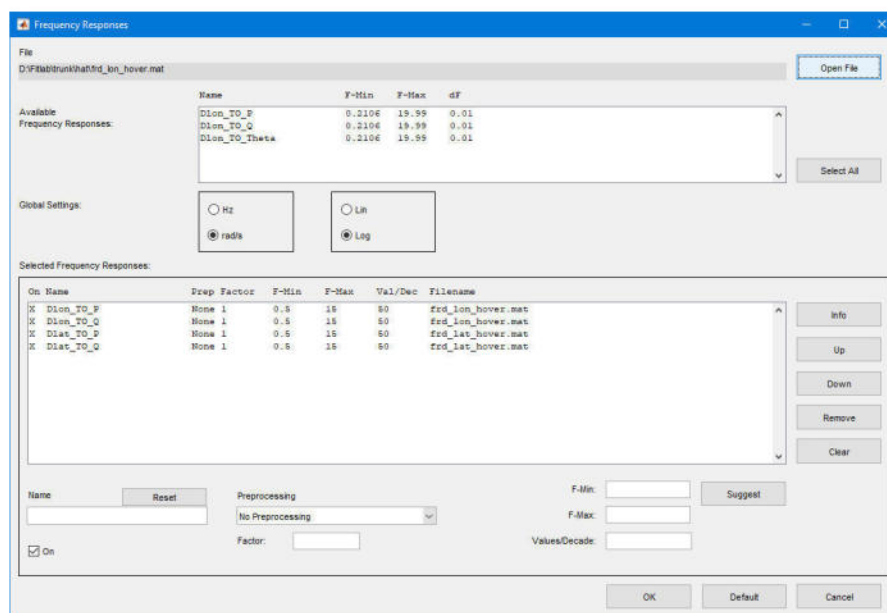 Frequency Responses
File
D:\Fitlab\trunk\hat\frd_lon_hover.mat
Open File
Name F-Min F-Max dF
Available
Frequency Responses:
Dlon_TO_P 0.2106 19.99 0.01
Dlon_TO_Q 0.2106 19.99 0.01
Dlon_TO_Theta 0.2106 19.99 0.01
Select All
Global Settings:
Hz
Lin
rad/s
Log
Selected Frequency Responses:
On Name Prep Factor F-Min F-Max Val/Dec Filename
X Dlon_TO_P None 1 0.5 15 50 frd_lon_hover.mat
X Dlon_TO_Q None 1 0.5 15 50 frd_lon_hover.mat
X Dlat_TO_P None 1 0.5 15 50 frd_lat_hover.mat
X Dlat_TO_Q None 1 0.5 15 50 frd_lat_hover.mat
Info
Up
Down
Remove
Clear
Name Reset Preprocessing F-Min: Suggest
No Preprocessing F-Max:
On Factor: Values/Decade:
OK Default Cancel